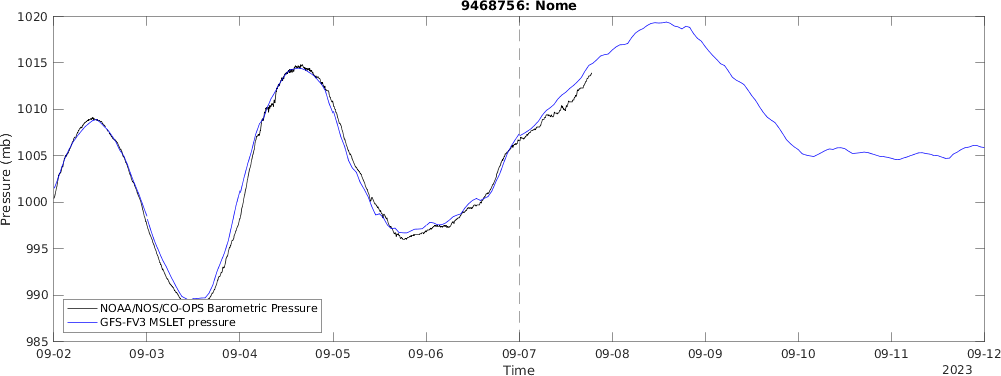 9468756: Nome
1020
1015
1010
1005
1000
995
990
985
Pressure (mb)
NOAA/NOS/CO-OPS Barometric Pressure
GFS-FV3 MSLET pressure
09-02 09-03 09-04 09-05 09-06 09-07 09-08 09-09 09-10 09-11 09-12
Time
2023